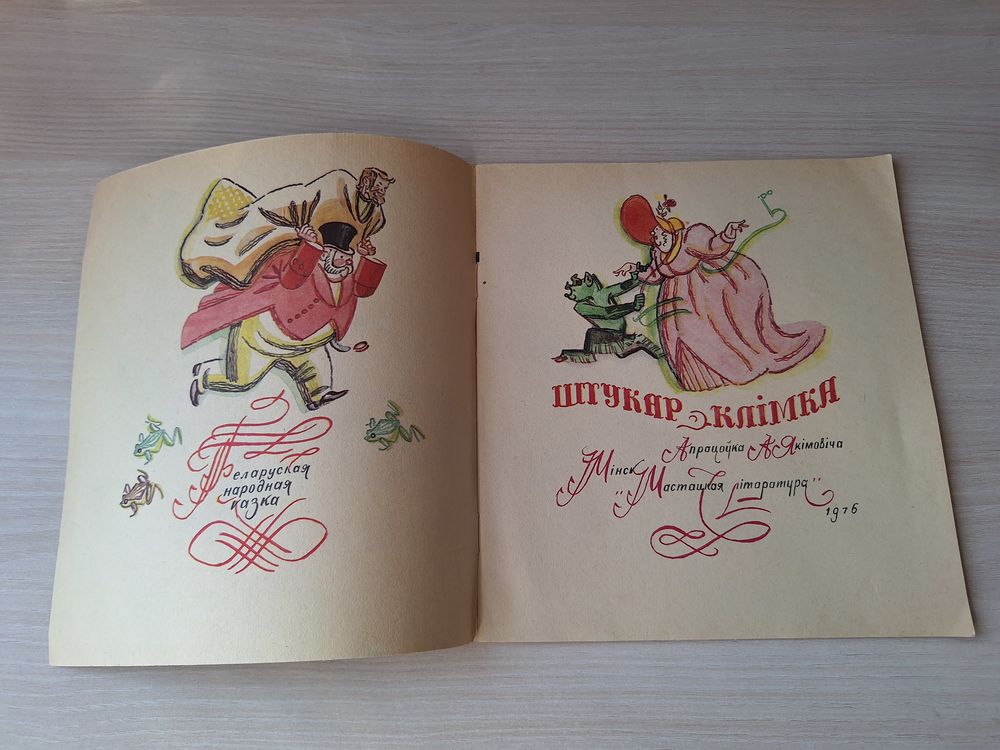 Беларуская
народная
казка
ШТУКАР КЛІМКА
Апрацоўка А. Якімовіча
Мінск
"Мастацкая літаратура"
1976